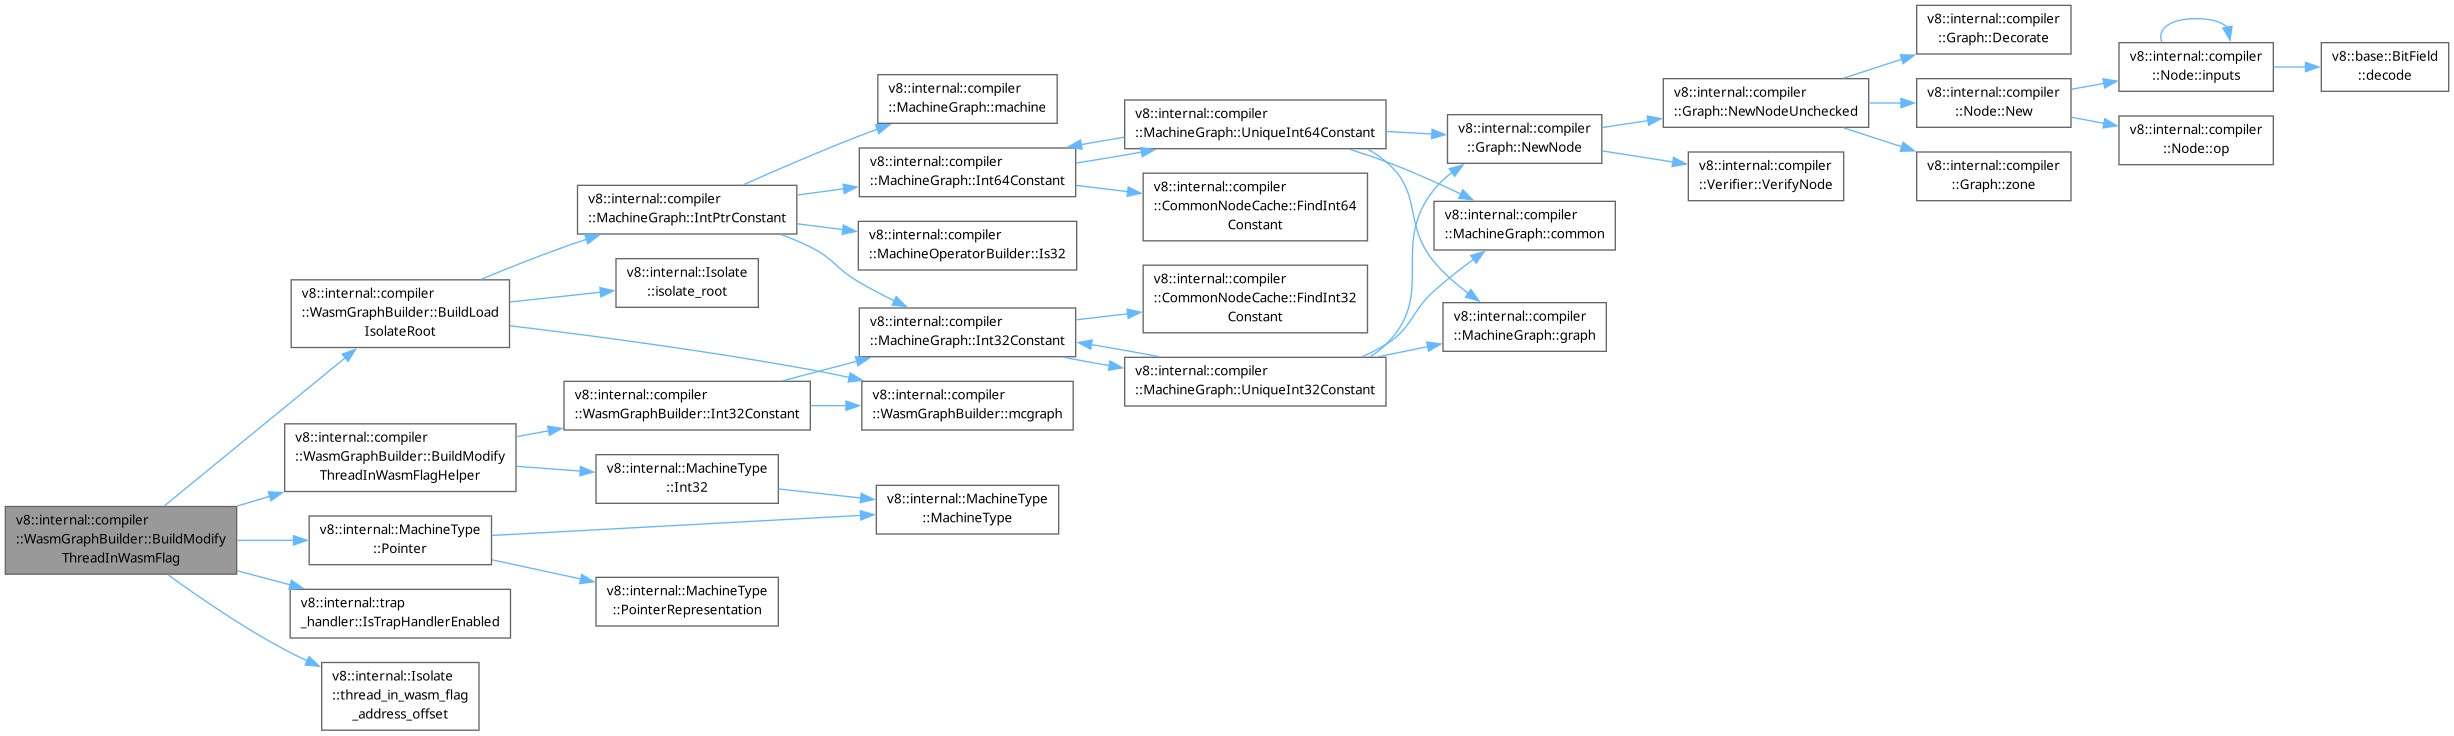 v8::internal::compiler
::WasmGraphBuilder::BuildModify
ThreadInWasmFlag
v8::internal::compiler
::WasmGraphBuilder::BuildLoad
IsolateRoot
v8::internal::compiler
::WasmGraphBuilder::BuildModify
ThreadInWasmFlagHelper
v8::internal::MachineType
::Pointer
v8::internal::trap
_handler::IsTrapHandlerEnabled
v8::internal::Isolate
::thread_in_wasm_flag
_address_offset
v8::internal::compiler
::MachineGraph::IntPtrConstant
v8::internal::Isolate
::isolate_root
v8::internal::compiler
::WasmGraphBuilder::Int32Constant
v8::internal::MachineType
::Int32
v8::internal::MachineType
::PointerRepresentation
v8::internal::compiler
::MachineGraph::machine
v8::internal::compiler
::MachineGraph::Int64Constant
v8::internal::compiler
::MachineOperatorBuilder::Is32
v8::internal::compiler
::MachineGraph::Int32Constant
v8::internal::compiler
::WasmGraphBuilder::mcgraph
v8::internal::MachineType
::MachineType
v8::internal::compiler
::MachineGraph::UniqueInt64Constant
v8::internal::compiler
::CommonNodeCache::FindInt64
Constant
v8::internal::compiler
::CommonNodeCache::FindInt32
Constant
v8::internal::compiler
::MachineGraph::UniqueInt32Constant
v8::internal::compiler
::Graph::NewNode
v8::internal::compiler
::MachineGraph::common
v8::internal::compiler
::MachineGraph::graph
v8::internal::compiler
::Graph::NewNodeUnchecked
v8::internal::compiler
::Verifier::VerifyNode
v8::internal::compiler
::Graph::Decorate
v8::internal::compiler
::Node::New
v8::internal::compiler
::Graph::zone
v8::internal::compiler
::Node::inputs
v8::internal::compiler
::Node::op
v8::base::BitField
::decode